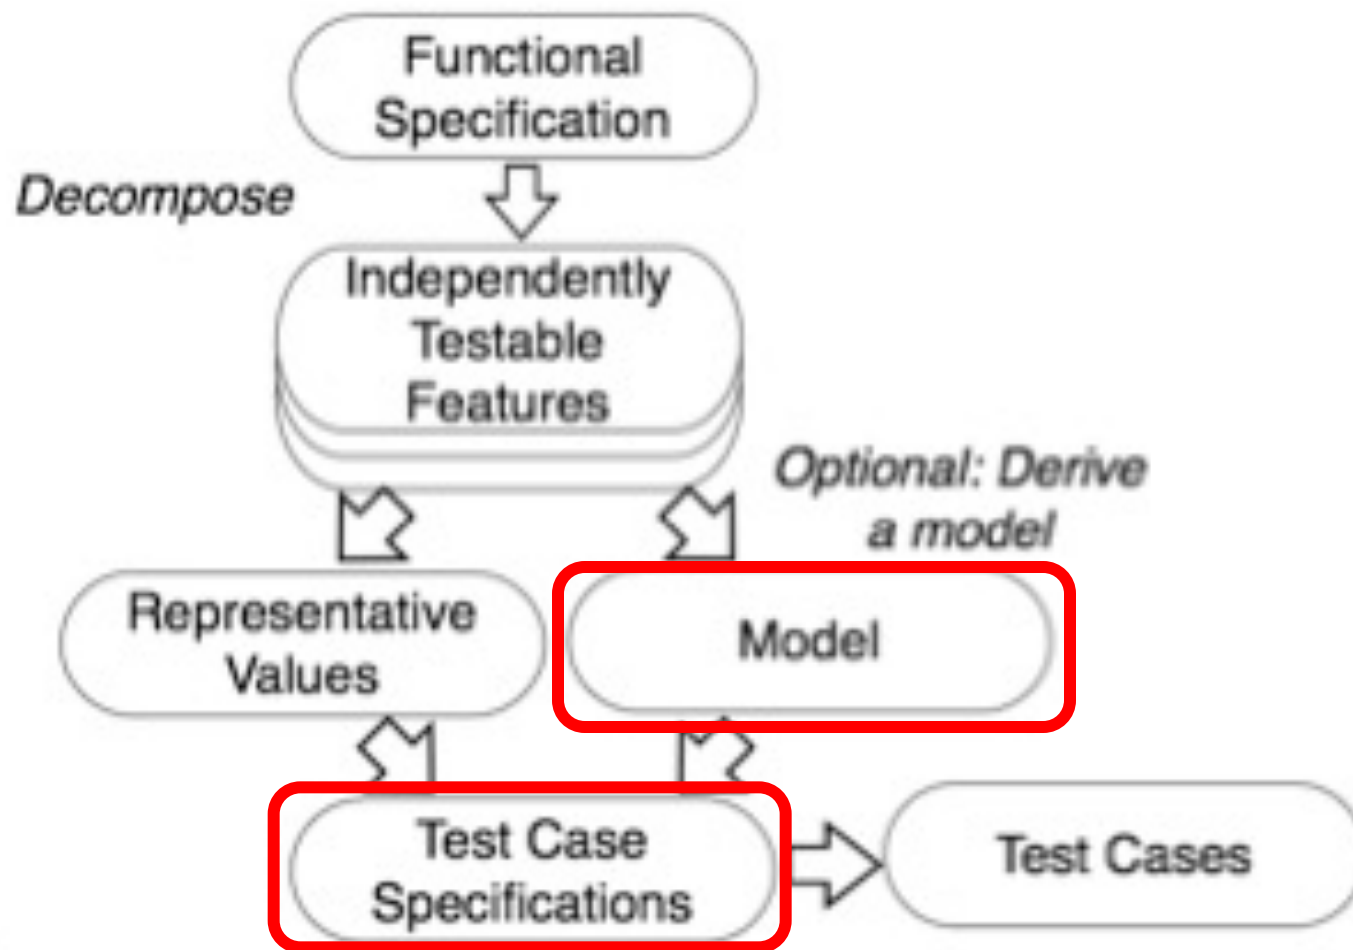 Functional
Specification
Decompose
Independently
Testable
Features
Optional: Derive
a model
Representative
Values
Model
Test Case
Specifications
Test Cases